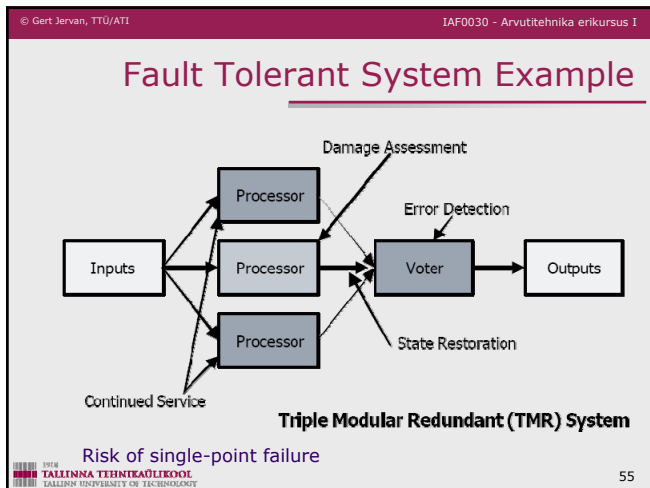 © Gert Jervan, TTÜ/ATI
IAF0030 - Arvutitehnika erikursus I
Fault Tolerant System Example
Damage Assessment
Processor
Error Detection
Inputs
Processor
Voter
Outputs
Processor
State Restoration
Continued Service
Triple Modular Redundant (TMR) System
Risk of single-point failure
1918
TALLINNA TEHNIKAÜLIKOOL
TALLINN UNIVERSITY OF TECHNOLOGY
55